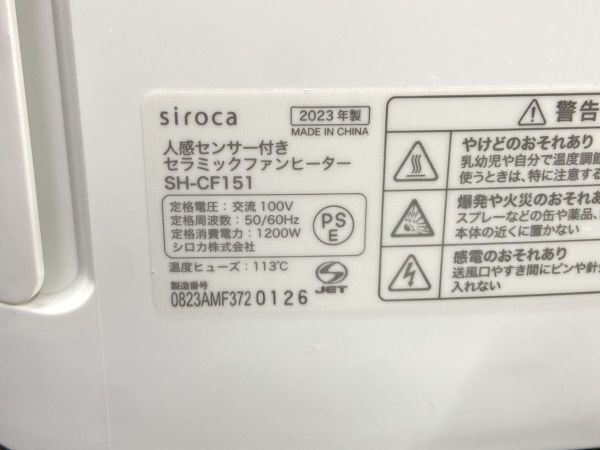 siroca
2023年製
MADE IN CHINA
人感センサー付き
セラミックファンヒーター
SH-CF151
定格電圧：交流 100V
定格周波数：50/60Hz
定格消費電力：1200W
シロカ株式会社
PS
E
温度ヒューズ：113℃
JET
製造番号
0823AMF372 0126
警告
やけどのおそれあり
乳幼児や自分で温度調節
使うときは、特に注意する
爆発や火災のおそれあ
スプレーなどの缶や薬品、
本体の近くに置かない
感電のおそれあり
送風口やすき間にピンや針
入れない